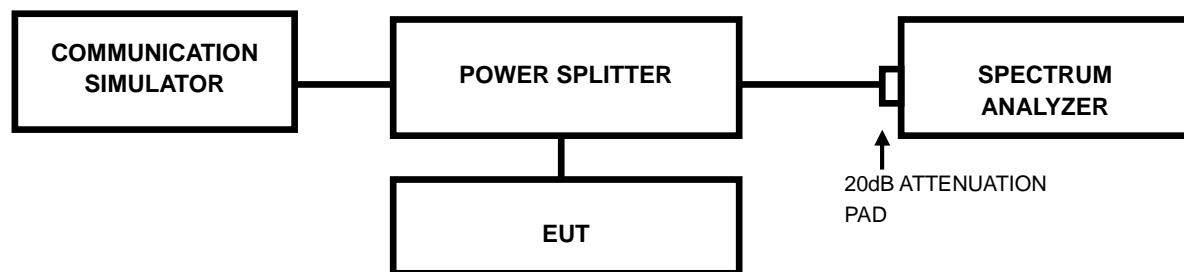 COMMUNICATION
SIMULATOR
POWER SPLITTER
SPECTRUM
ANALYZER
20dB ATTENUATION
PAD
EUT